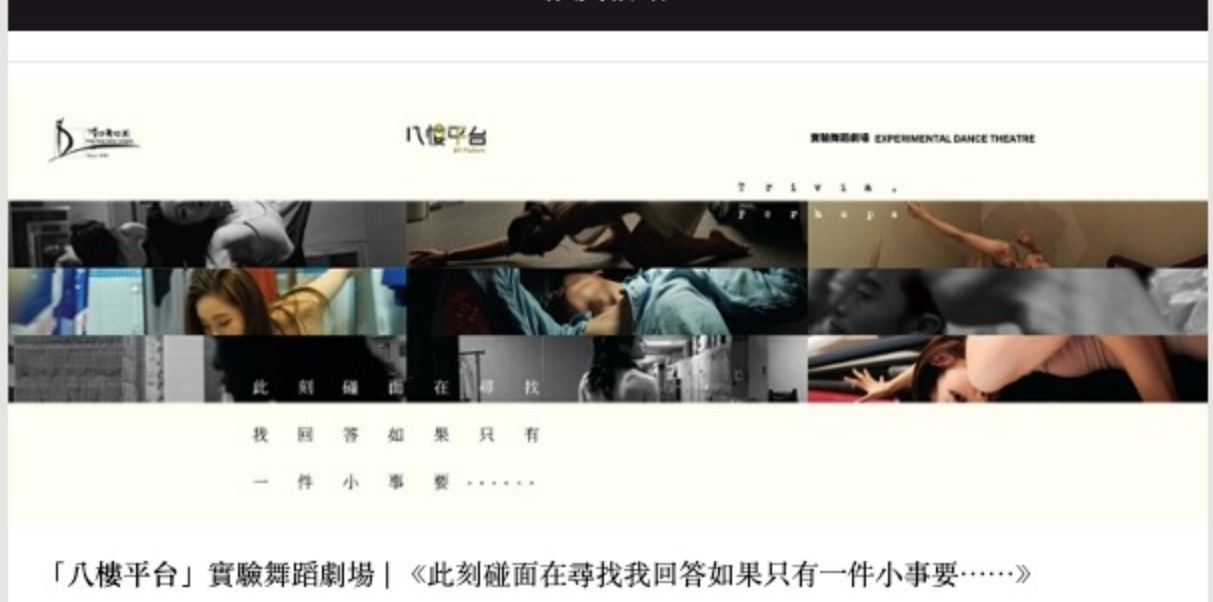 八樓平台
實驗舞蹈劇場 EXPERIMENTAL DANCE THEATRE
Trivia,
perhaps
此刻碰面在尋找
我回答如果只有
一件小事要······
「八樓平台」實驗舞蹈劇場 | 《此刻碰面在尋找我回答如果只有一件小事要……》